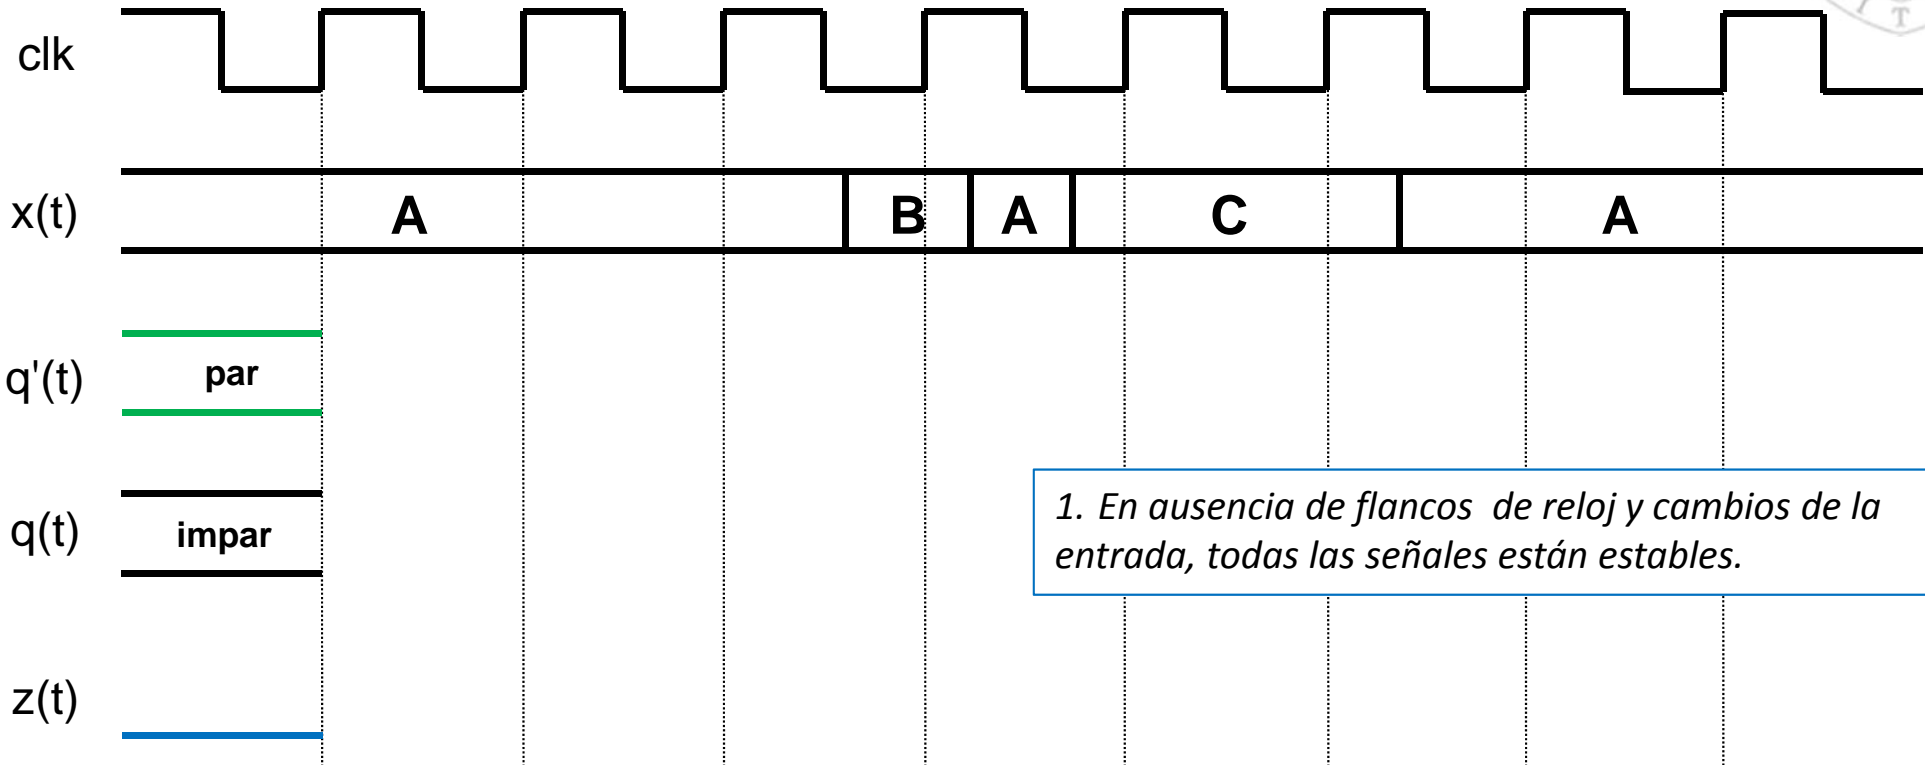 clk
x(t)
A
B
A
C
A
q'(t)
par
q(t)
impar
1. En ausencia de flancos de reloj y cambios de la
entrada, todas las señales están estables.
z(t)